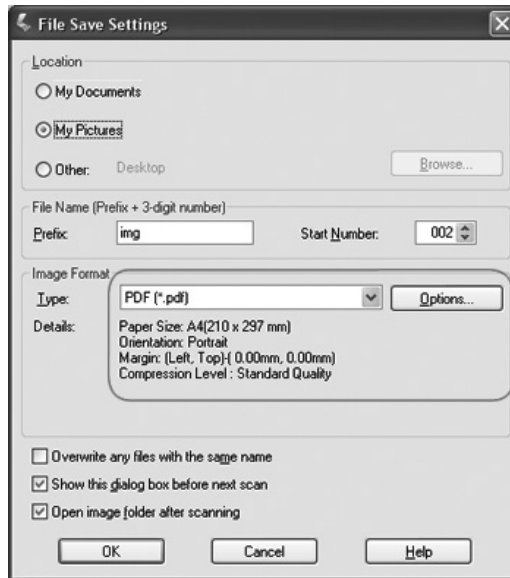 File Save Settings
Location
My Documents
My Pictures
Other: Desktop Browse...
File Name (Prefix + 3-digit number)
Prefix: img Start Number: 002
Image Format
Type: PDF (*.pdf) Options...
Details: Paper Size: A4(210 x 297 mm)
Orientation: Portrait
Margin: (Left, Top)-( 0.00mm, 0.00mm)
Compression Level : Standard Quality
Overwrite any files with the same name
Show this dialog box before next scan
Open image folder after scanning
OK Cancel Help